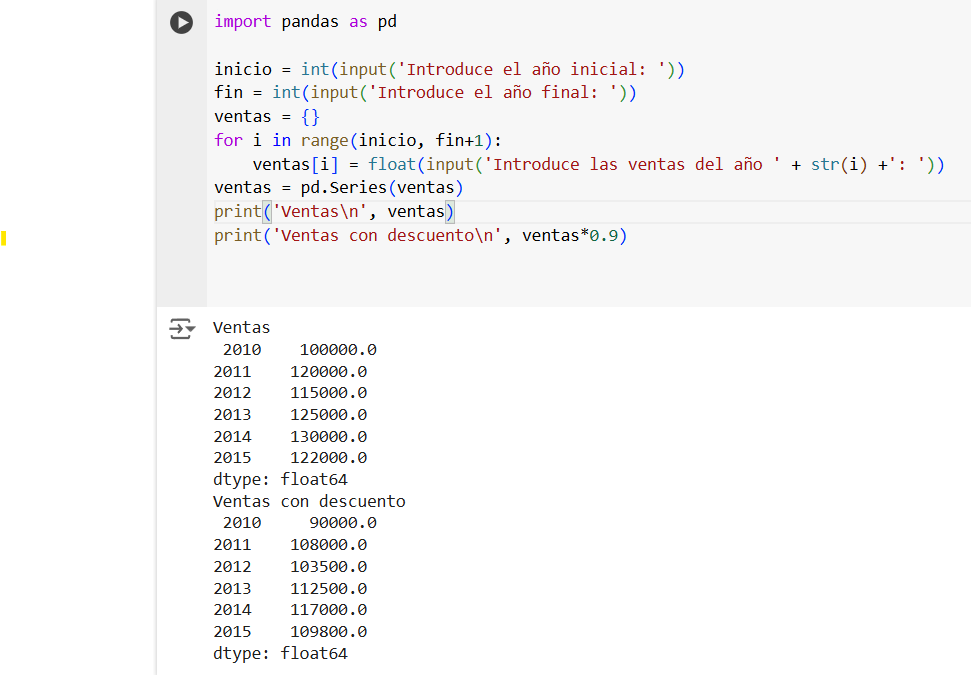 import pandas as pd
inicio = int(input('Introduce el año inicial: '))
fin = int(input('Introduce el año final: '))
ventas = {}
for i in range(inicio, fin+1):
    ventas[i] = float(input('Introduce las ventas del año ' + str(i) +': '))
ventas = pd.Series(ventas)
print('Ventas\n', ventas)
print('Ventas con descuento\n', ventas*0.9)
Ventas
 2010    100000.0
2011    120000.0
2012    115000.0
2013    125000.0
2014    130000.0
2015    122000.0
dtype: float64
Ventas con descuento
 2010     90000.0
2011    108000.0
2012    103500.0
2013    112500.0
2014    117000.0
2015    109800.0
dtype: float64